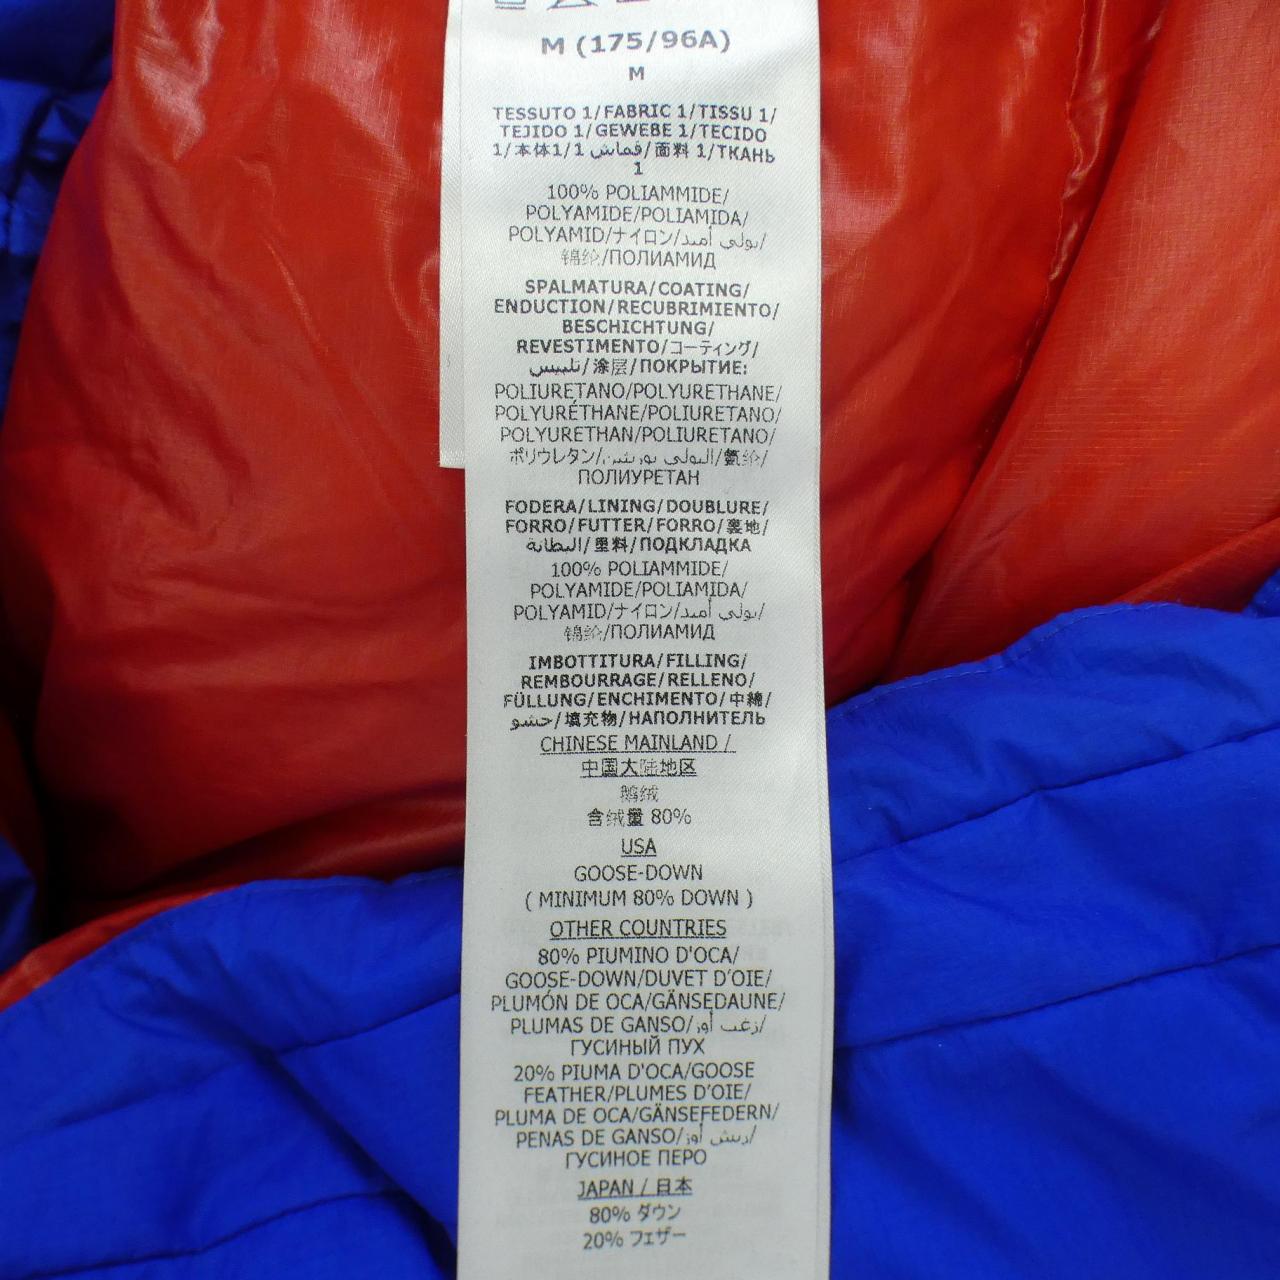 M (175/96A)
M
TESSUTO 1/FABRIC 1/TISSU 1/
TEJIDO 1/GEWEBE 1/TECIDO
1/本体1/1 قماش/面料 1/ТКАНЬ
1
100% POLIAMMIDE/
POLYAMIDE/POLIAMIDA/
POLYAMID/ナイロン/بولي أميد/
锦纶/ПОЛИАМИД
SPALMATURA/COATING/
ENDUCTION/RECUBRIMIENTO/
BESCHICHTUNG/
REVESTIMENTO/コーティング/
تلبيس/涂层/ПОКРЫТИЕ:
POLIURETANO/POLYURETHANE/
POLYURÉTHANE/POLIURETANO/
POLYURETHAN/POLIURETANO/
ポリウレタン/البولي يوريثين/氨纶/
ПОЛИУРЕТАН
FODERA/LINING/DOUBLURE/
FORRO/FUTTER/FORRO/裏地/
البطانة/里料/ПОДКЛАДКА
100% POLIAMMIDE/
POLYAMIDE/POLIAMIDA/
POLYAMID/ナイロン/بولي أميد/
锦纶/ПОЛИАМИД
IMBOTTITURA/FILLING/
REMBOURRAGE/RELLENO/
FÜLLUNG/ENCHIMENTO/中綿/
حشو/填充物/НАПОЛНИТЕЛЬ
CHINESE MAINLAND /
中国大陆地区
鹅绒
含绒量 80%
USA
GOOSE-DOWN
( MINIMUM 80% DOWN )
OTHER COUNTRIES
80% PIUMINO D'OCA/
GOOSE-DOWN/DUVET D'OIE/
PLUMÓN DE OCA/GÄNSEDAUNE/
PLUMAS DE GANSO/زغب أوز/
ГУСИНЫЙ ПУХ
20% PIUMA D'OCA/GOOSE
FEATHER/PLUMES D'OIE/
PLUMA DE OCA/GÄNSEFEDERN/
PENAS DE GANSO/ريش أوز/
ГУСИНОЕ ПЕРО
JAPAN / 日本
80% ダウン
20% フェザー